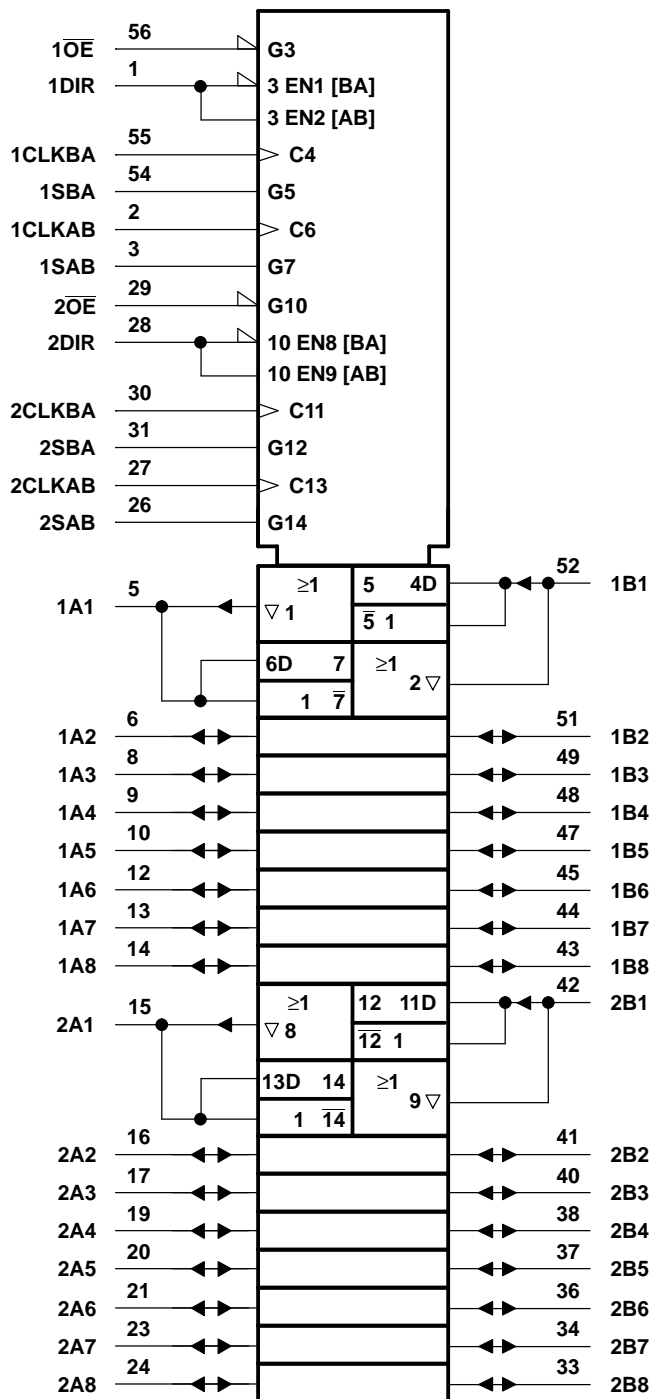 1O̅E̅ 56 G3
1DIR 1 3 EN1 [BA]
3 EN2 [AB]
1CLKBA 55 C4
1SBA 54 G5
1CLKAB 2 C6
1SAB 3 G7
2O̅E̅ 29 G10
2DIR 28 10 EN8 [BA]
10 EN9 [AB]
2CLKBA 30 C11
2SBA 31 G12
2CLKAB 27 C13
2SAB 26 G14
1A1 5 ≥1 ▽ 1 5 4D 52 1B1
5̅ 1
6D 7 ≥1
1 7̅ 2 ▽
1A2 6 51 1B2
1A3 8 49 1B3
1A4 9 48 1B4
1A5 10 47 1B5
1A6 12 45 1B6
1A7 13 44 1B7
1A8 14 43 1B8
2A1 15 ≥1 ▽ 8 12 11D 42 2B1
1̅2̅ 1
13D 14 ≥1
1 1̅4̅ 9 ▽
2A2 16 41 2B2
2A3 17 40 2B3
2A4 19 38 2B4
2A5 20 37 2B5
2A6 21 36 2B6
2A7 23 34 2B7
2A8 24 33 2B8